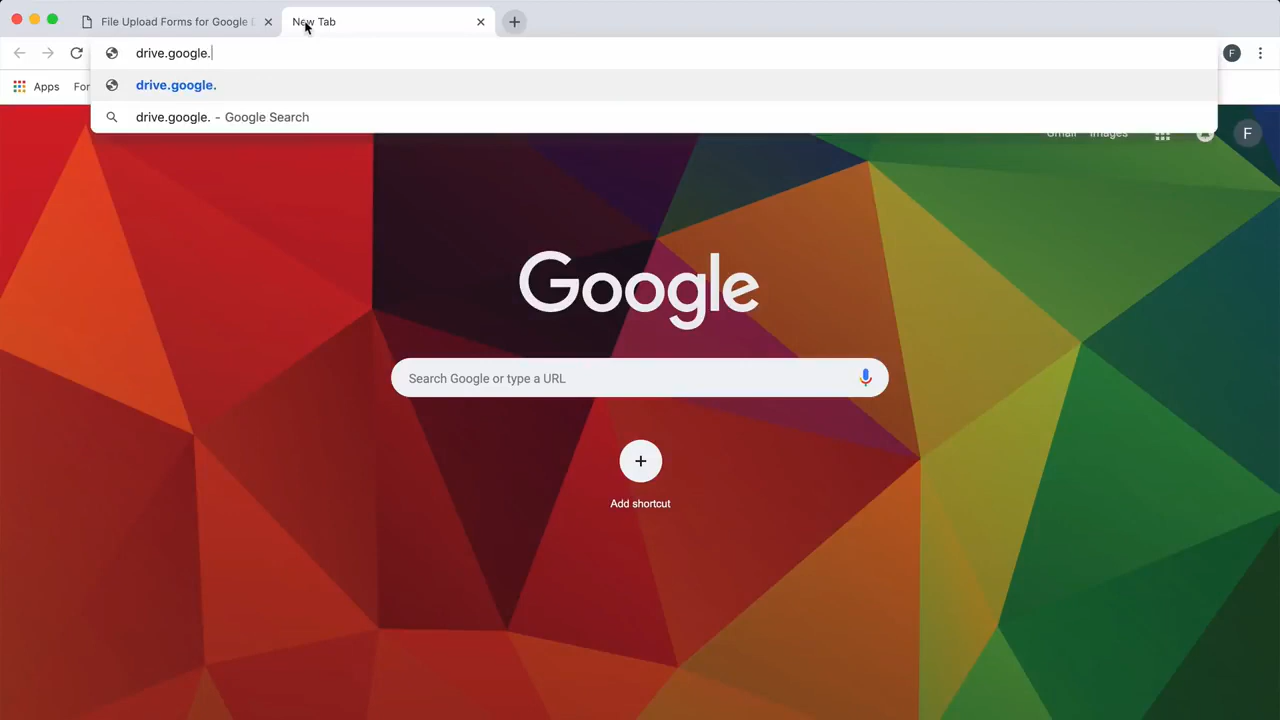 File Upload Forms for Google
New Tab
drive.google.
Apps
For
drive.google.
drive.google. - Google Search
Gmail Images
F
F
Google
Search Google or type a URL
Add shortcut